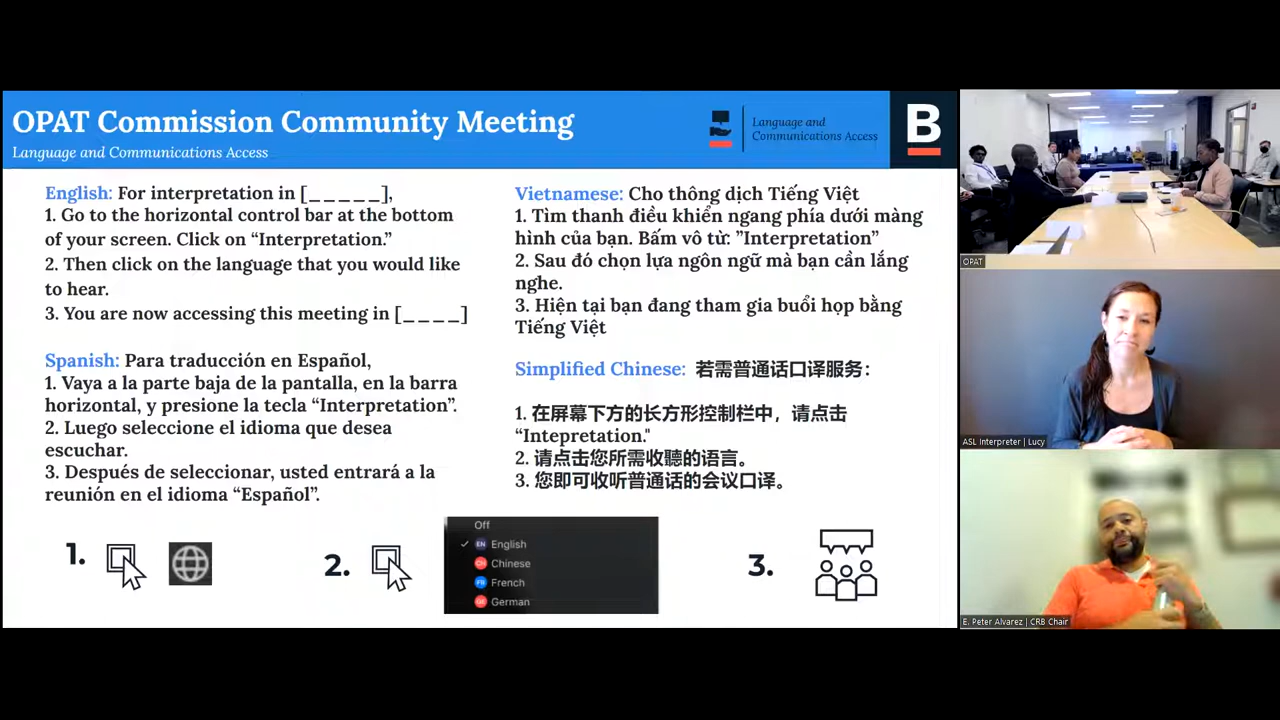 OPAT Commission Community Meeting
Language and Communications Access
Language and
Communications Access
B
English: For interpretation in [_____],
1. Go to the horizontal control bar at the bottom
of your screen. Click on “Interpretation.”
2. Then click on the language that you would like
to hear.
3. You are now accessing this meeting in [____]
Spanish: Para traducción en Español,
1. Vaya a la parte baja de la pantalla, en la barra
horizontal, y presione la tecla “Interpretation”.
2. Luego seleccione el idioma que desea
escuchar.
3. Después de seleccionar, usted entrará a la
reunión en el idioma “Español”.
Vietnamese: Cho thông dịch Tiếng Việt
1. Tìm thanh điều khiển ngang phía dưới màng
hình của bạn. Bấm vô từ: ”Interpretation”
2. Sau đó chọn lựa ngôn ngữ mà bạn cần lắng
nghe.
3. Hiện tại bạn đang tham gia buổi họp bằng
Tiếng Việt
Simplified Chinese: 若需普通话口译服务：
1. 在屏幕下方的长方形控制栏中，请点击
“Intepretation."
2. 请点击您所需收聽的语言。
3. 您即可收听普通话的会议口译。
1.
2.
Off
EN English
CN Chinese
FR French
GE German
3.
OPAT
ASL Interpreter | Lucy
E. Peter Alvarez | CRB Chair